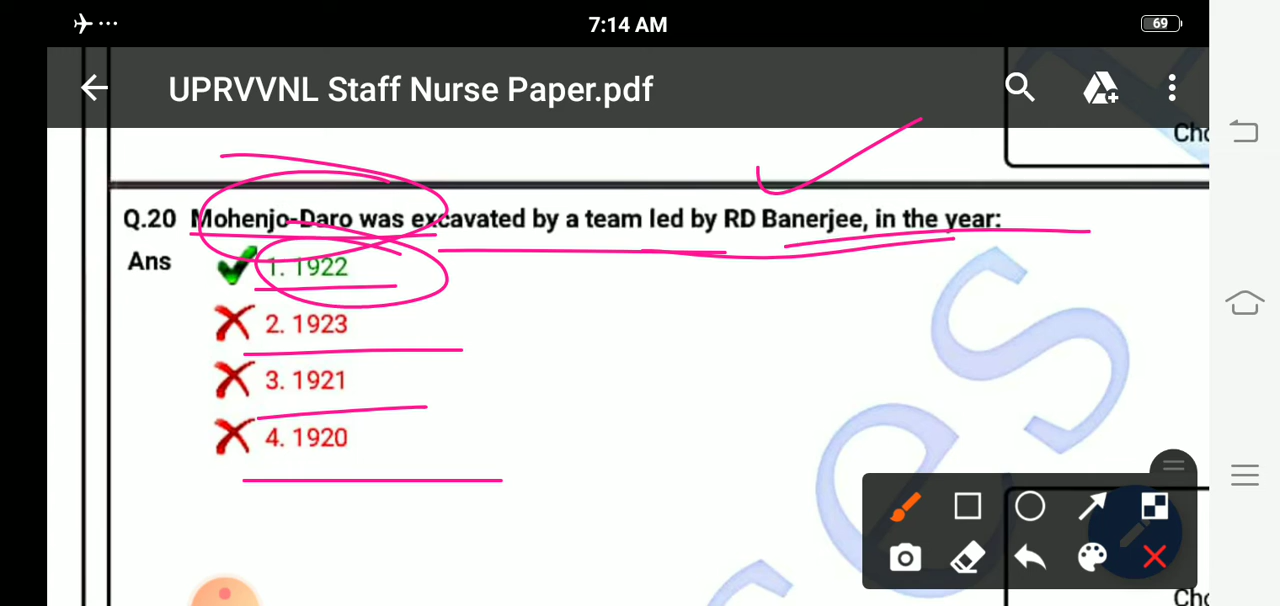 7:14 AM
69
UPRVVNL Staff Nurse Paper.pdf
Q.20 Mohenjo-Daro was excavated by a team led by RD Banerjee, in the year:
Ans
1. 1922
2. 1923
3. 1921
4. 1920